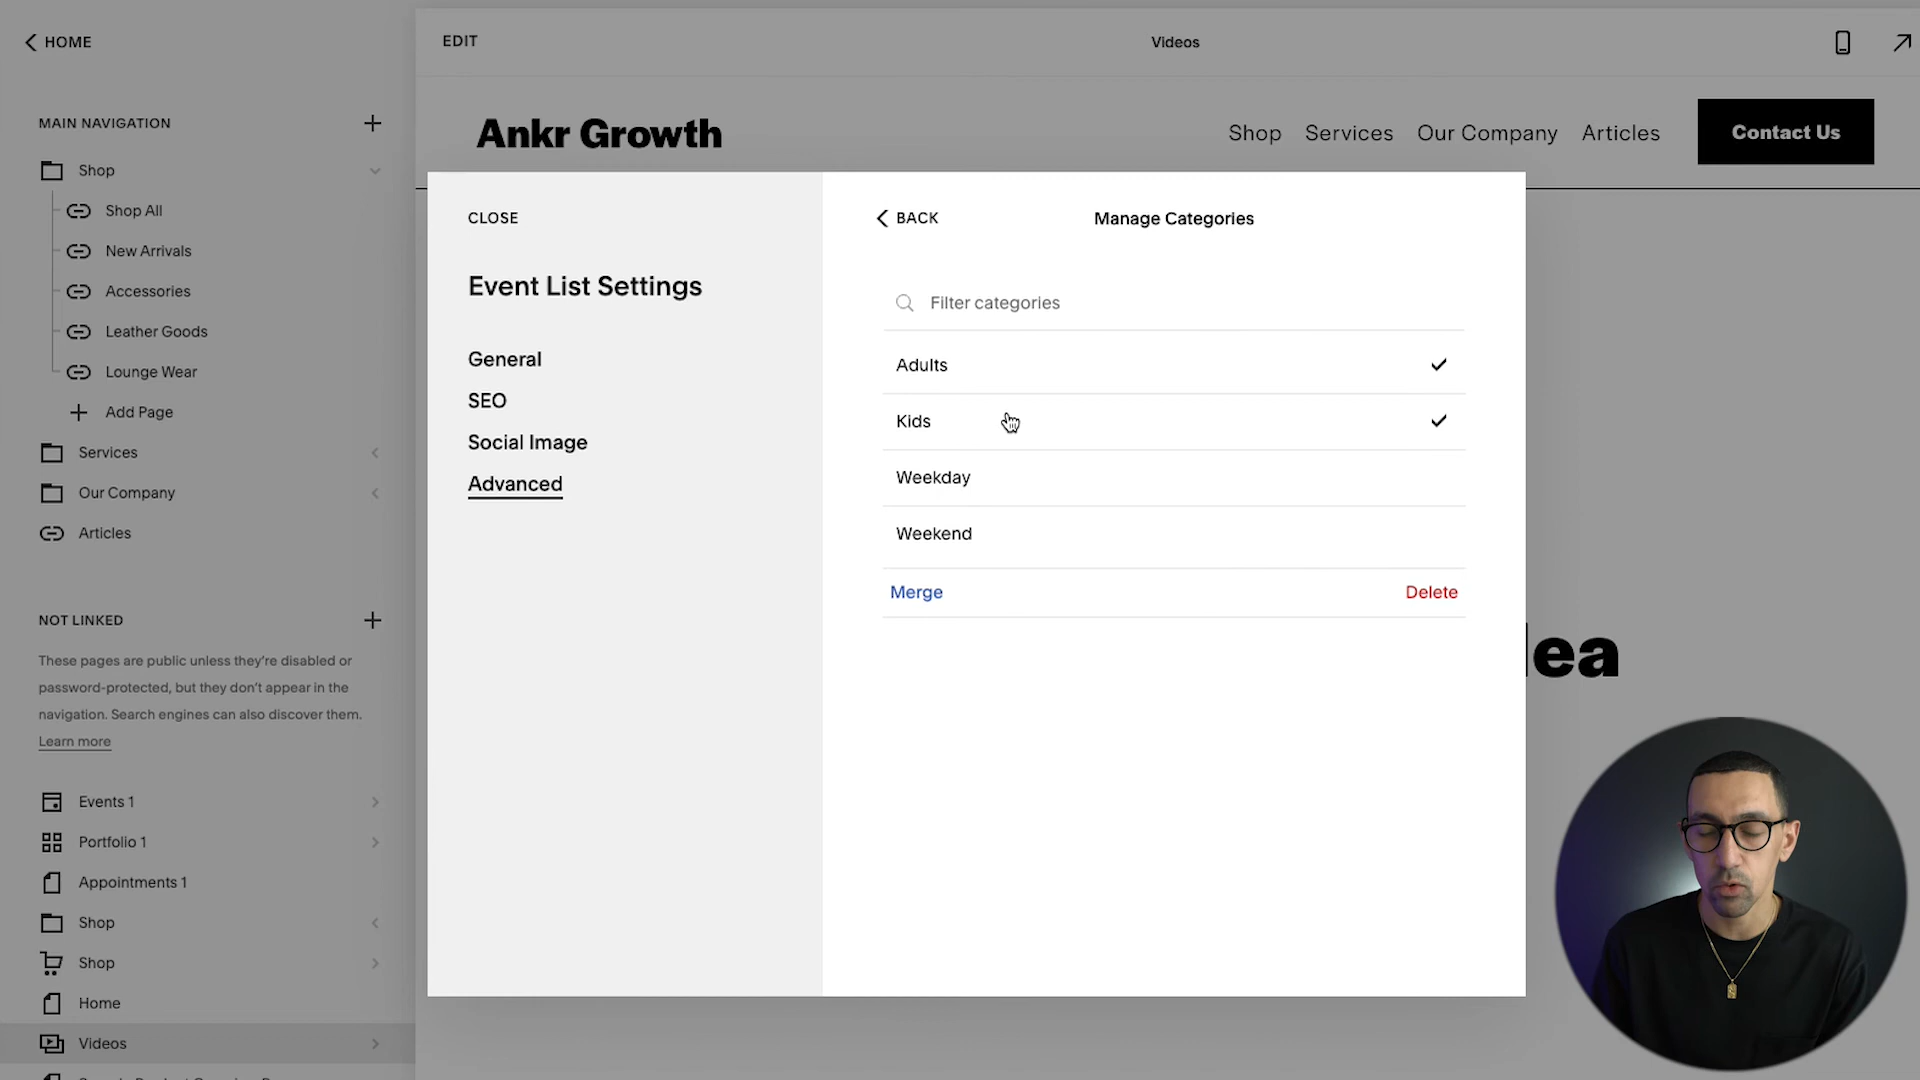 HOME
MAIN NAVIGATION
Shop
Shop All
New Arrivals
Accessories
Leather Goods
Lounge Wear
Add Page
Services
Our Company
Articles
NOT LINKED
These pages are public unless they're disabled or
password-protected, but they don't appear in the
navigation. Search engines can also discover them.
Learn more
Events 1
Portfolio 1
Appointments 1
Shop
Shop
Home
Videos
EDIT
Videos
Ankr Growth
Shop Services Our Company Articles
Contact Us
CLOSE
Event List Settings
General
SEO
Social Image
Advanced
BACK
Manage Categories
Filter categories
Adults
Kids
Weekday
Weekend
Merge
Delete